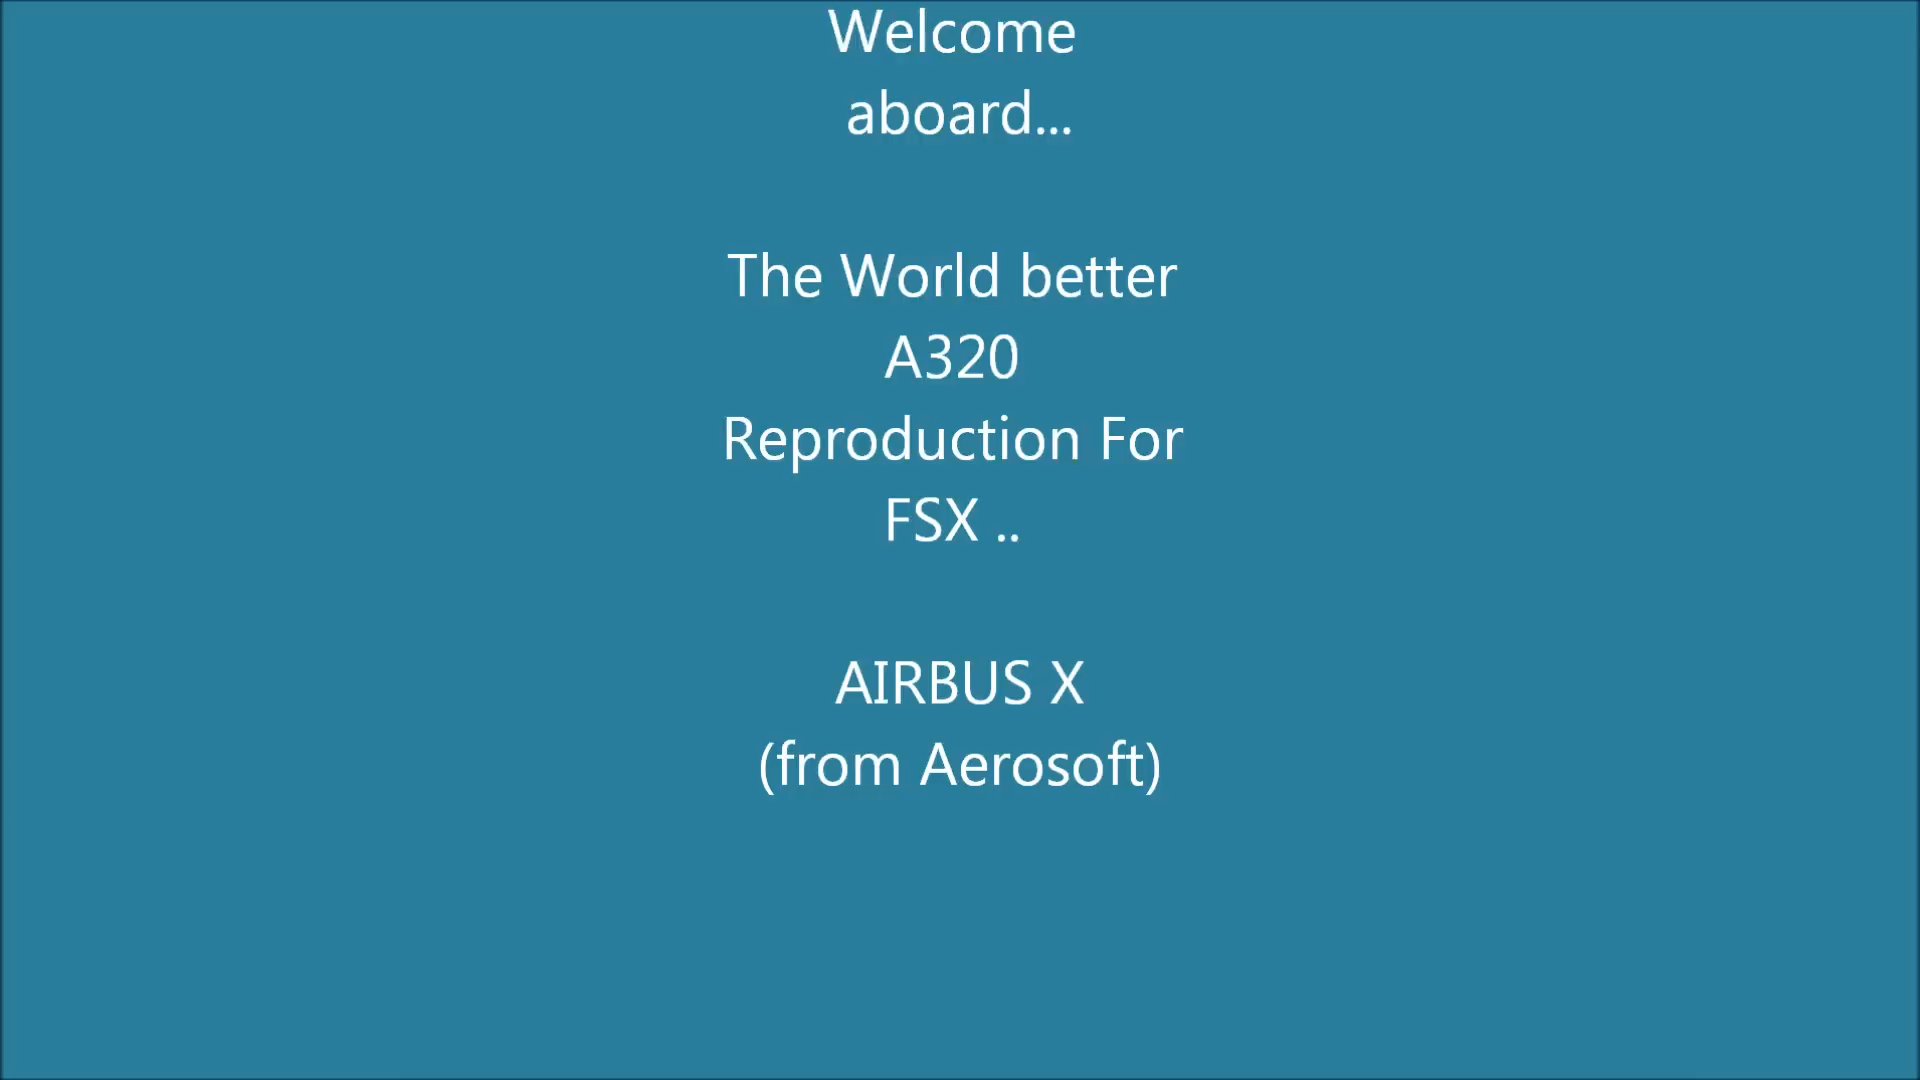 Welcome
aboard...
The World better
A320
Reproduction For
FSX ..
AIRBUS X
(from Aerosoft)